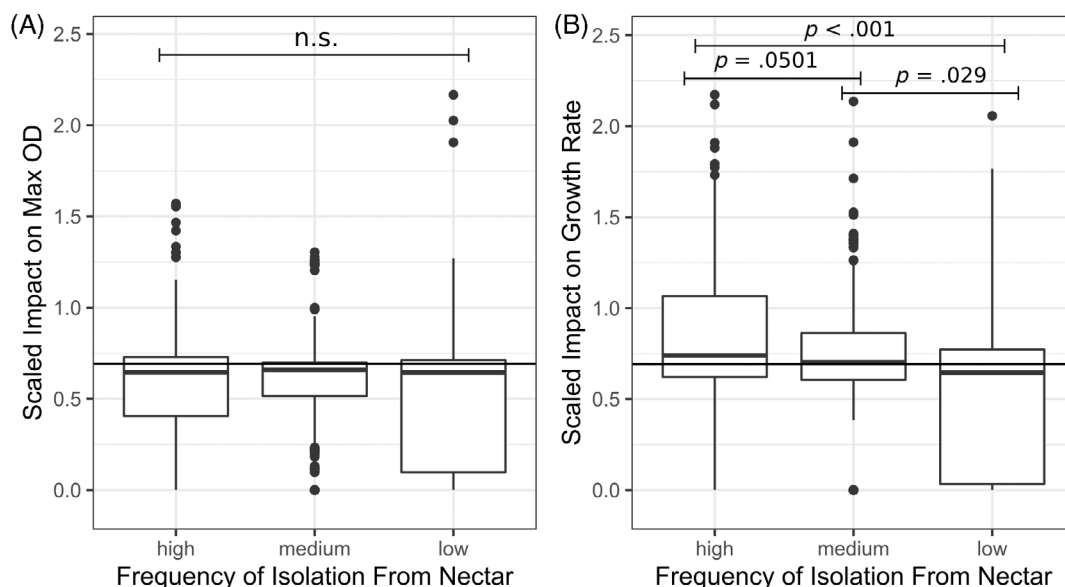 (A)
n.s.
Scaled Impact on Max OD
2.5
2.0
1.5
1.0
0.5
0.0
high medium low
Frequency of Isolation From Nectar
(B)
p < .001
p = .0501
p = .029
Scaled Impact on Growth Rate
2.5
2.0
1.5
1.0
0.5
0.0
high medium low
Frequency of Isolation From Nectar